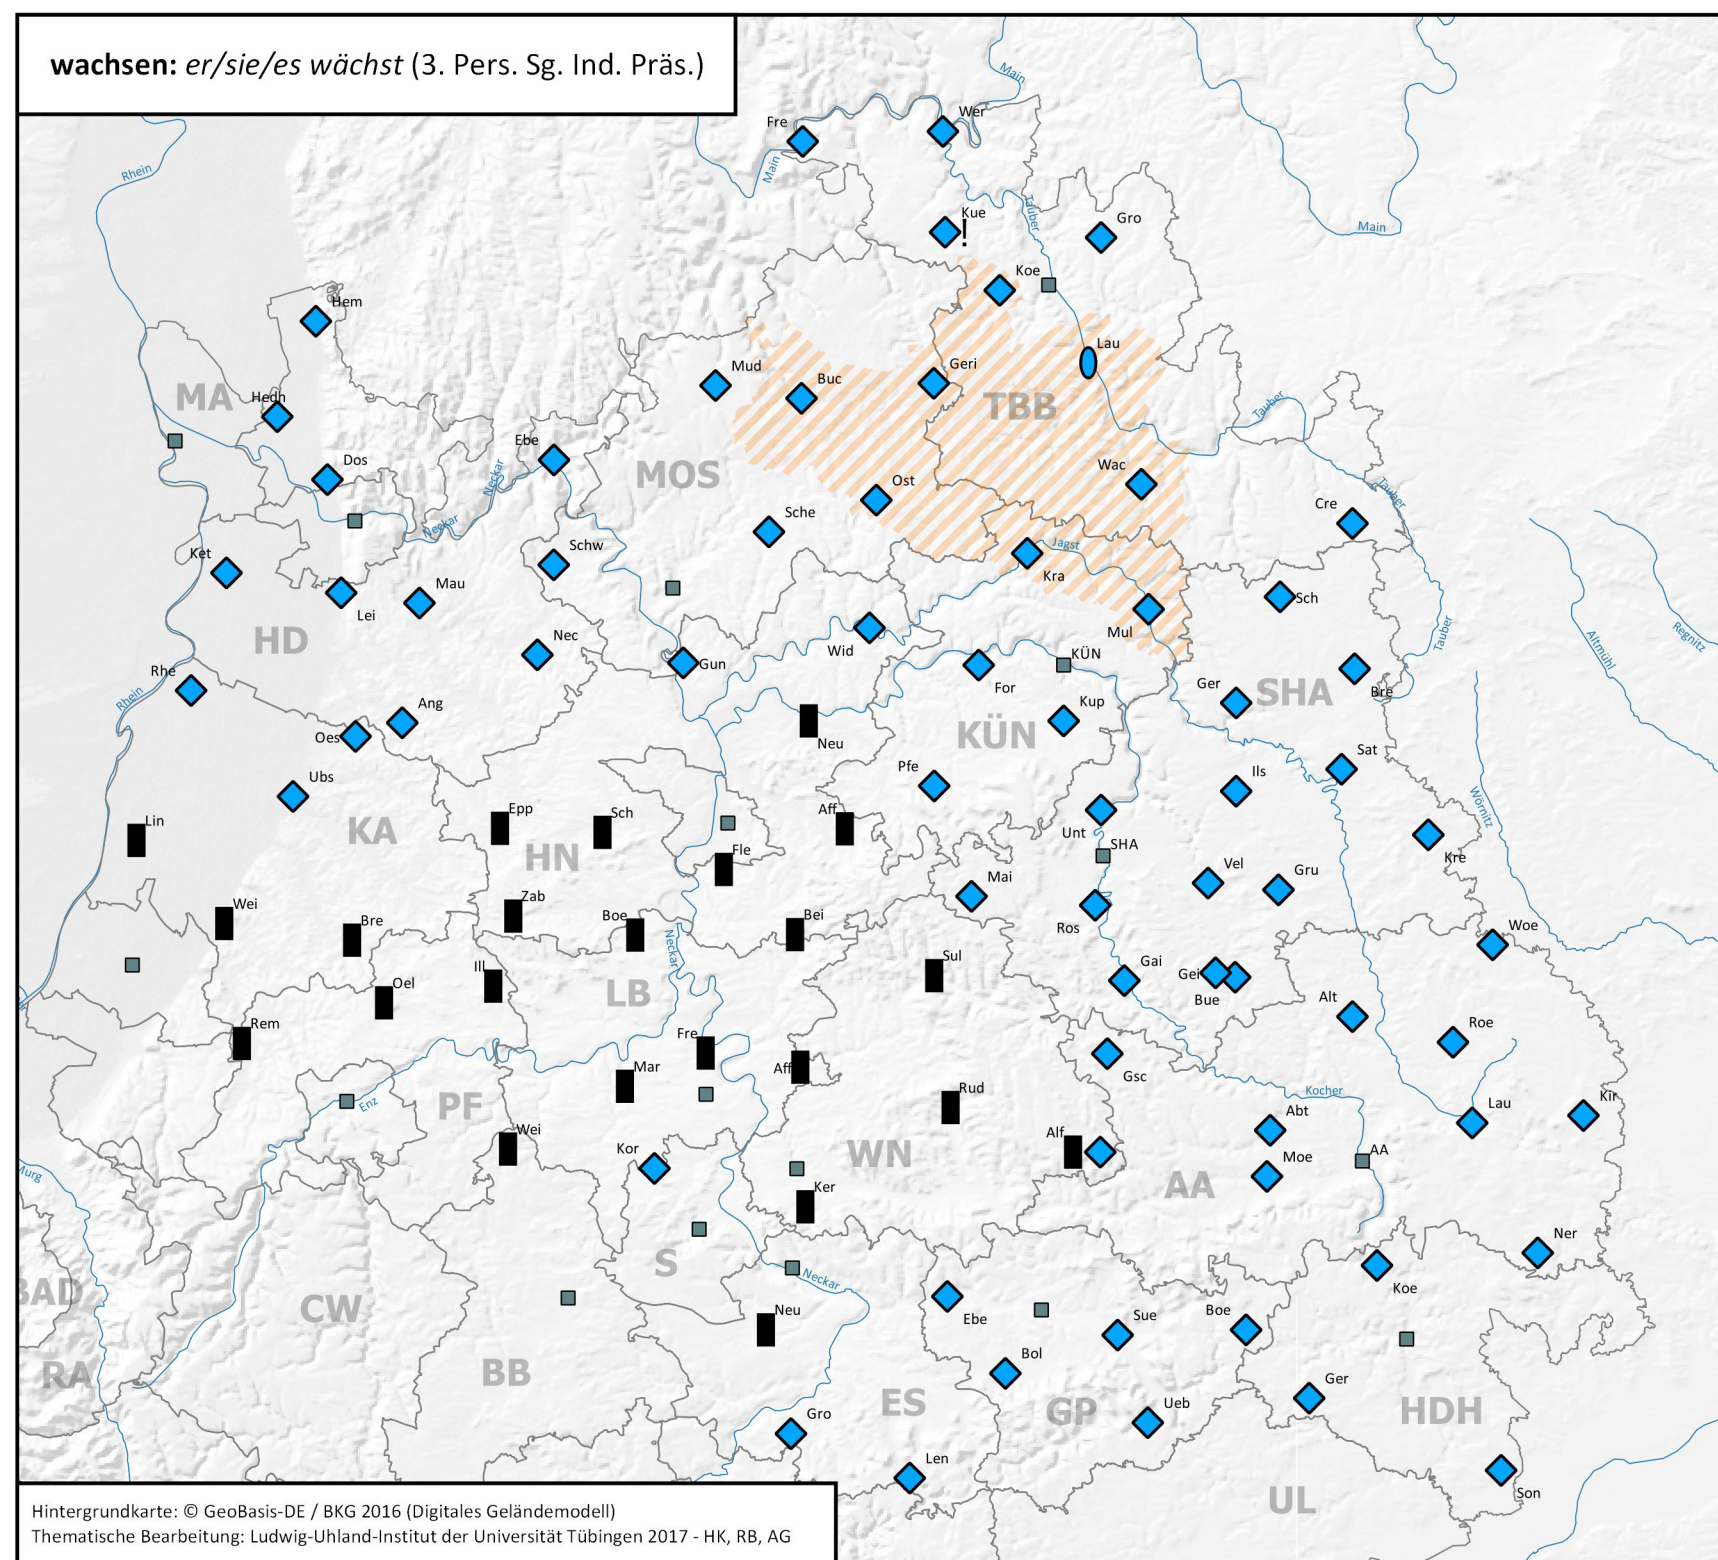 wachsen: er/sie/es wächst (3. Pers. Sg. Ind. Präs.)
Main
Fre
Wer
Main
Rhein
Kue
Tauber
Gro
Main
Koe
Hem
Lau
Mud
Buc
Geri
MA
TBB
Hedh
Tauber
Ebe
Dos
MOS
Neckar
Wac
Ost
Tauber
Cre
Sche
Neckar
Ket
Schw
Jagst
Kra
Mau
Lei
Sch
HD
Mul
Altmühl
Regnitz
Tauber
Nec
Wid
KÜN
Gun
Rhe
For
Ger
SHA
Bre
Rhein
Ang
Kup
Oes
Neu
KÜN
Sat
Ubs
Pfe
Ils
Wörnitz
Lin
KA
Epp
Sch
Aff
Unt
HN
Fle
SHA
Kre
Mai
Vel
Gru
Wei
Bre
Zab
Boe
Bei
Ros
Woe
Neckar
Sul
Gai
Gei
Bue
Ill
Oel
LB
Alt
Roe
Rem
Fre
Mar
Aff
Gsc
Kocher
Rud
Enz
PF
Abt
Lau
Kir
Wei
Kor
WN
Alf
Moe
AA
AA
Murg
Ker
S
Ner
Neckar
Koe
BAD
CW
Neu
Ebe
Sue
Boe
RA
BB
Bol
ES
GP
Ueb
Ger
HDH
Gro
Len
Son
UL
Hintergrundkarte: © GeoBasis-DE / BKG 2016 (Digitales Geländemodell)
Thematische Bearbeitung: Ludwig-Uhland-Institut der Universität Tübingen 2017 - HK, RB, AG